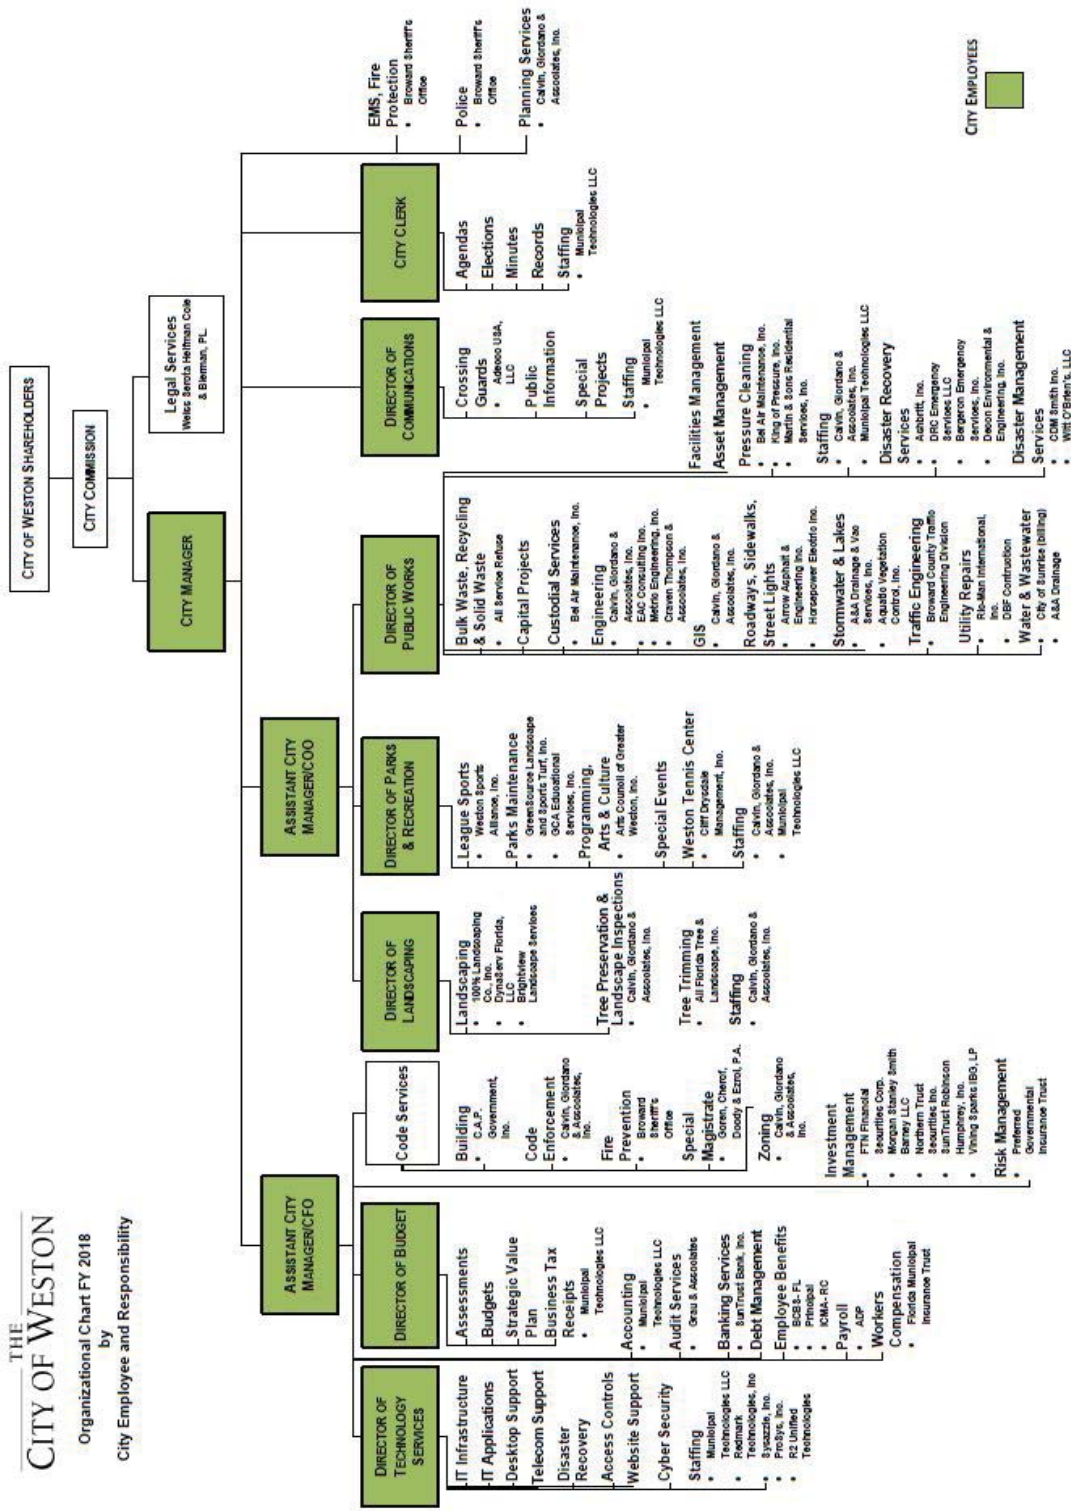 THE
CITY OF WESTON
Organizational Chart FY 2018
by
City Employee and Responsibility
CITY OF WESTON SHAREHOLDERS
CITY COMMISSION
Legal Services
Weiss Serota Helfman Cole
& Bierman, PL.
CITY MANAGER
ASSISTANT CITY
MANAGER/CFO
ASSISTANT CITY
MANAGER/COO
DIRECTOR OF
TECHNOLOGY
SERVICES
IT Infrastructure
IT Applications
Desktop Support
Telecom Support
Disaster
Recovery
Access Controls
Website Support
Cyber Security
Staffing
• Municipal
Technologies LLC
• Redmark
Technologies, Inc
• Sysazzle, Inc.
• ProSys, Inc.
• R2 Unified
Technologies
DIRECTOR OF BUDGET
Assessments
Budgets
Strategic Value
Plan
Business Tax
Receipts
• Municipal
Technologies LLC
Accounting
• Municipal
Technologies LLC
Audit Services
• Grau & Associates
Banking Services
• SunTrust Bank, Inc.
Debt Management
Employee Benefits
• BCBS- FL
• Principal
• ICMA- RC
Payroll
• ADP
Workers
Compensation
• Florida Municipal
Insurance Trust
Code Services
Building
• C.A.P.
Government,
Inc.
Code
Enforcement
• Calvin, Giordano
& Associates,
Inc.
Fire
Prevention
• Broward
Sheriff's
Office
Special
Magistrate
• Goren, Cherof,
Doody & Ezrol, P.A.
Zoning
• Calvin, Giordano
& Associates,
Inc.
Investment
Management
• FTN Financial
Securities Corp.
• Morgan Stanley Smith
Barney LLC
• Northern Trust
Securities Inc.
• SunTrust Robinson
Humphrey, Inc.
• Vining Sparks IBG, LP
Risk Management
• Preferred
Governmental
Insurance Trust
DIRECTOR OF
LANDSCAPING
Landscaping
• 100% Landscaping
Co., Inc.
• DynaServ Florida,
LLC
• Brightview
Landscape Services
Tree Preservation &
Landscape Inspections
• Calvin, Giordano &
Associates, Inc.
Tree Trimming
• All Florida Tree &
Landscape, Inc.
Staffing
• Calvin, Giordano &
Associates, Inc.
DIRECTOR OF PARKS
& RECREATION
League Sports
• Weston Sports
Alliance, Inc.
Parks Maintenance
• GreenSource Landscape
and Sports Turf, Inc.
• GCA Educational
Services, Inc.
Programming,
Arts & Culture
• Arts Council of Greater
Weston, Inc.
Special Events
Weston Tennis Center
• Cliff Drysdale
Management, Inc.
Staffing
• Calvin, Giordano &
Associates, Inc.
• Municipal
Technologies LLC
DIRECTOR OF
PUBLIC WORKS
Bulk Waste, Recycling
& Solid Waste
• All Service Refuse
Capital Projects
Custodial Services
• Bel Air Maintenance, Inc.
Engineering
• Calvin, Giordano &
Associates, Inc.
• EAC Consulting Inc.
• Metric Engineering, Inc.
• Craven Thompson &
Associates, Inc.
GIS
• Calvin, Giordano &
Associates, Inc.
Roadways, Sidewalks,
Street Lights
• Arrow Asphalt &
Engineering Inc.
• Horsepower Electric Inc.
Stormwater & Lakes
• A&A Drainage & Vac
Services, Inc.
• Aquatic Vegetation
Control, Inc.
Traffic Engineering
• Broward County Traffic
Engineering Division
Utility Repairs
• Ric-Man International,
Inc.
• DBF Contruction
Water & Wastewater
• City of Sunrise (billing)
• A&A Drainage
Facilities Management
Asset Management
Pressure Cleaning
• Bel Air Maintenance, Inc.
• King of Pressure, Inc.
• Martin & Sons Residential
Services, Inc.
Staffing
• Calvin, Giordano &
Associates, Inc.
• Municipal Technologies LLC
Disaster Recovery
Services
• Ashbritt, Inc.
• DRC Emergency
Services LLC
• Bergeron Emergency
Services, Inc.
• Decon Environmental &
Engineering, Inc.
Disaster Management
Services
• CDM Smith Inc.
• Witt O'Brien's, LLC
DIRECTOR OF
COMMUNICATIONS
Crossing
Guards
• Adecco USA,
LLC
Public
Information
Special
Projects
Staffing
• Municipal
Technologies LLC
CITY CLERK
Agendas
Elections
Minutes
Records
Staffing
• Municipal
Technologies LLC
EMS, Fire
Protection
• Broward Sheriff's
Office
Police
• Broward Sheriff's
Office
Planning Services
• Calvin, Giordano &
Associates, Inc.
CITY EMPLOYEES